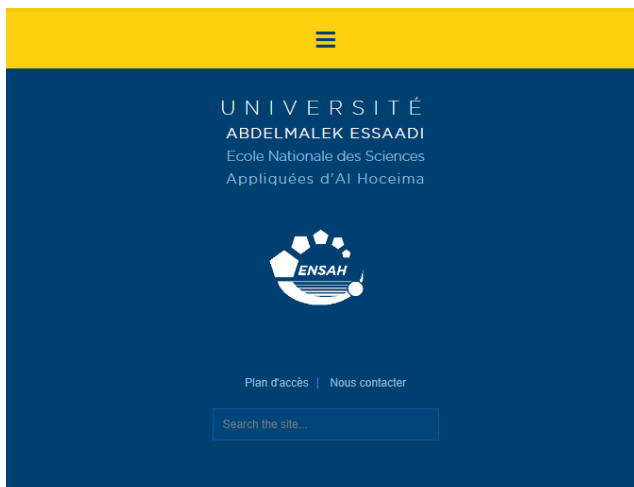 UNIVERSITÉ
ABDELMALEK ESSAADI
Ecole Nationale des Sciences
Appliquées d'Al Hoceima
ENSAH
Plan d'accès | Nous contacter
Search the site...